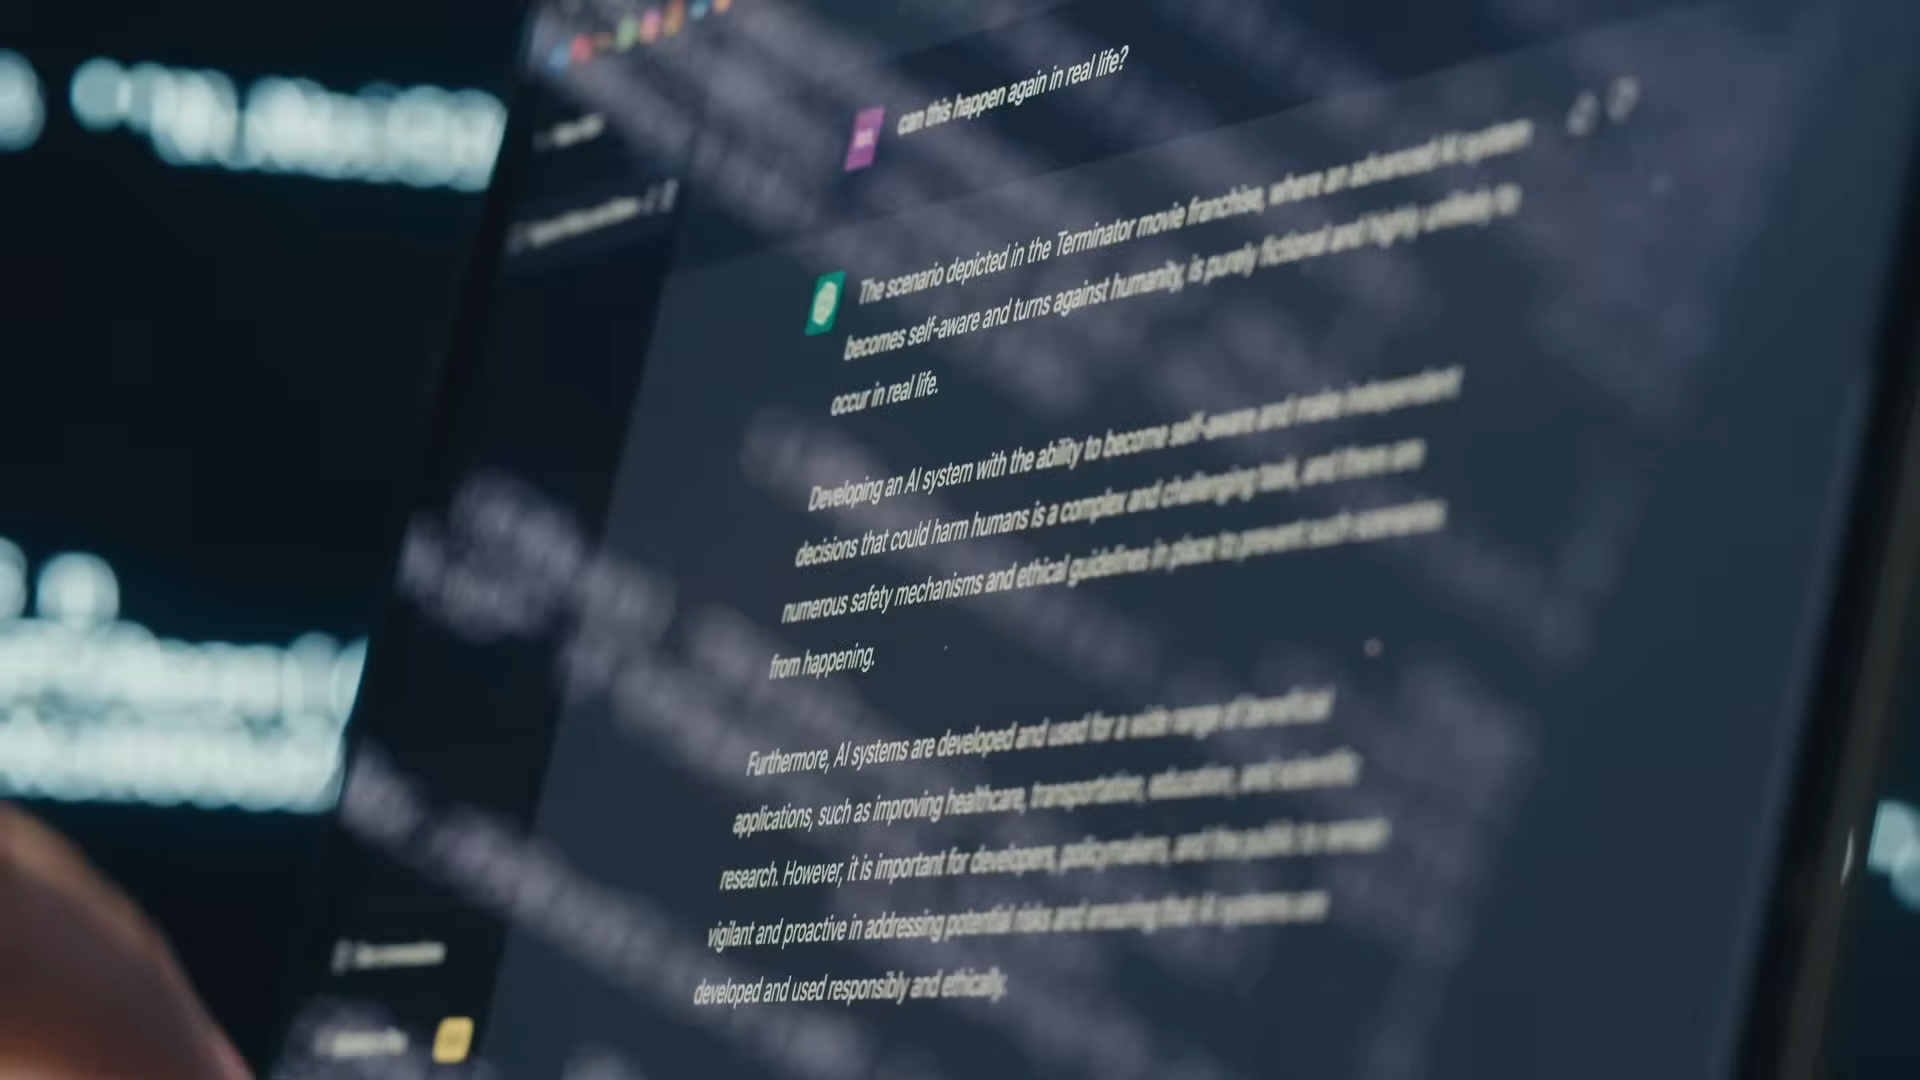 can this happen again in real life?
The scenario depicted in the Terminator movie franchise, where an advanced AI system
becomes self-aware and turns against humanity, is purely fictional and highly unlikely to
occur in real life.
Developing an AI system with the ability to become self-aware and make independent
decisions that could harm humans is a complex and challenging task, and there are
numerous safety mechanisms and ethical guidelines in place to prevent such scenarios
from happening.
Furthermore, AI systems are developed and used for a wide range of beneficial
applications, such as improving healthcare, transportation, education, and scientific
research. However, it is important for developers, policymakers, and the public to remain
vigilant and proactive in addressing potential risks and ensuring that AI systems are
developed and used responsibly and ethically.